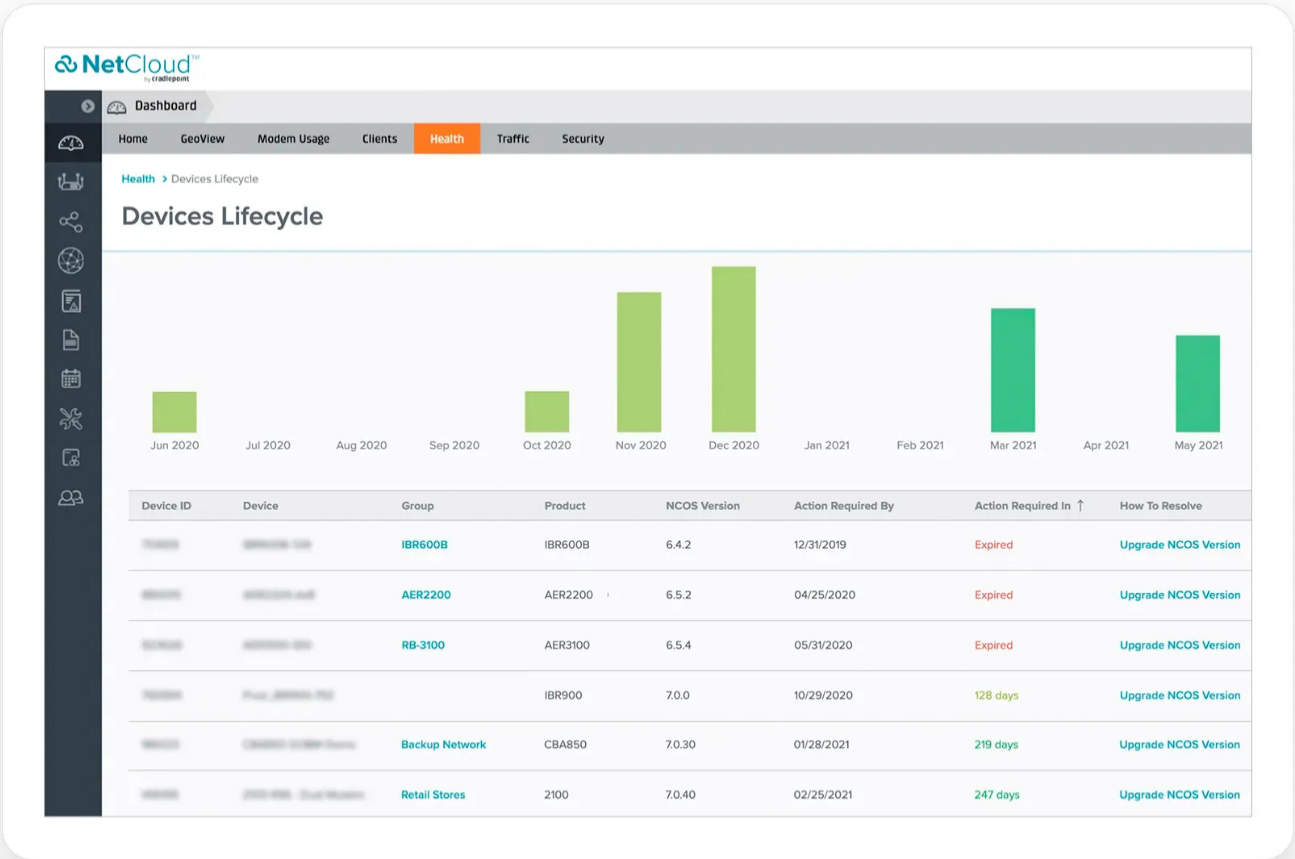 NetCloud™
by cradlepoint
Dashboard
Home GeoView Modem Usage Clients Health Traffic Security
Health > Devices Lifecycle
Devices Lifecycle
Jun 2020 Jul 2020 Aug 2020 Sep 2020 Oct 2020 Nov 2020 Dec 2020 Jan 2021 Feb 2021 Mar 2021 Apr 2021 May 2021
Device ID Device Group Product NCOS Version Action Required By Action Required In ↑ How To Resolve
IBR600B IBR600B 6.4.2 12/31/2019 Expired Upgrade NCOS Version
AER2200 AER2200 6.5.2 04/25/2020 Expired Upgrade NCOS Version
RB-3100 AER3100 6.5.4 05/31/2020 Expired Upgrade NCOS Version
IBR900 7.0.0 10/29/2020 128 days Upgrade NCOS Version
Backup Network CBA850 7.0.30 01/28/2021 219 days Upgrade NCOS Version
Retail Stores 2100 7.0.40 02/25/2021 247 days Upgrade NCOS Version